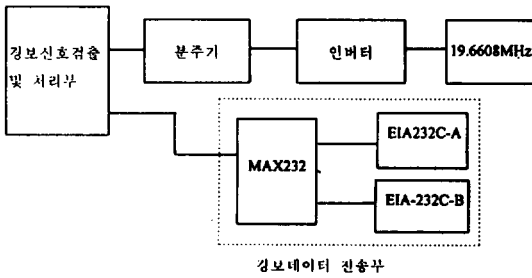 경보신호검출
및 처리부
분주기
인버터
19.6608MHz
MAX232
EIA232C-A
EIA-232C-B
경보데이터 전송부